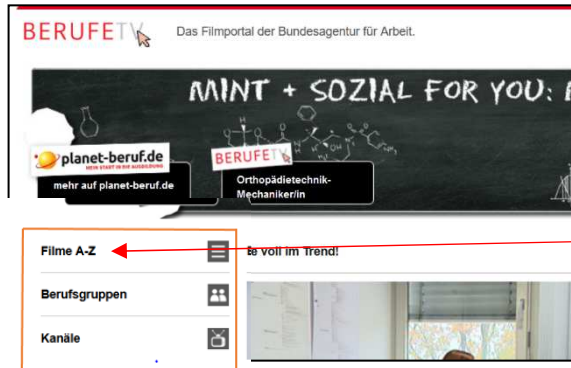 BERUFETV
Das Filmportal der Bundesagentur für Arbeit.
MINT + SOZIAL FOR YOU:
planet-beruf.de
MEIN START IN DIE AUSBILDUNG
BERUFETV
mehr auf planet-beruf.de
Orthopädietechnik-
Mechaniker/in
Filme A-Z
voll im Trend!
Berufsgruppen
Kanäle